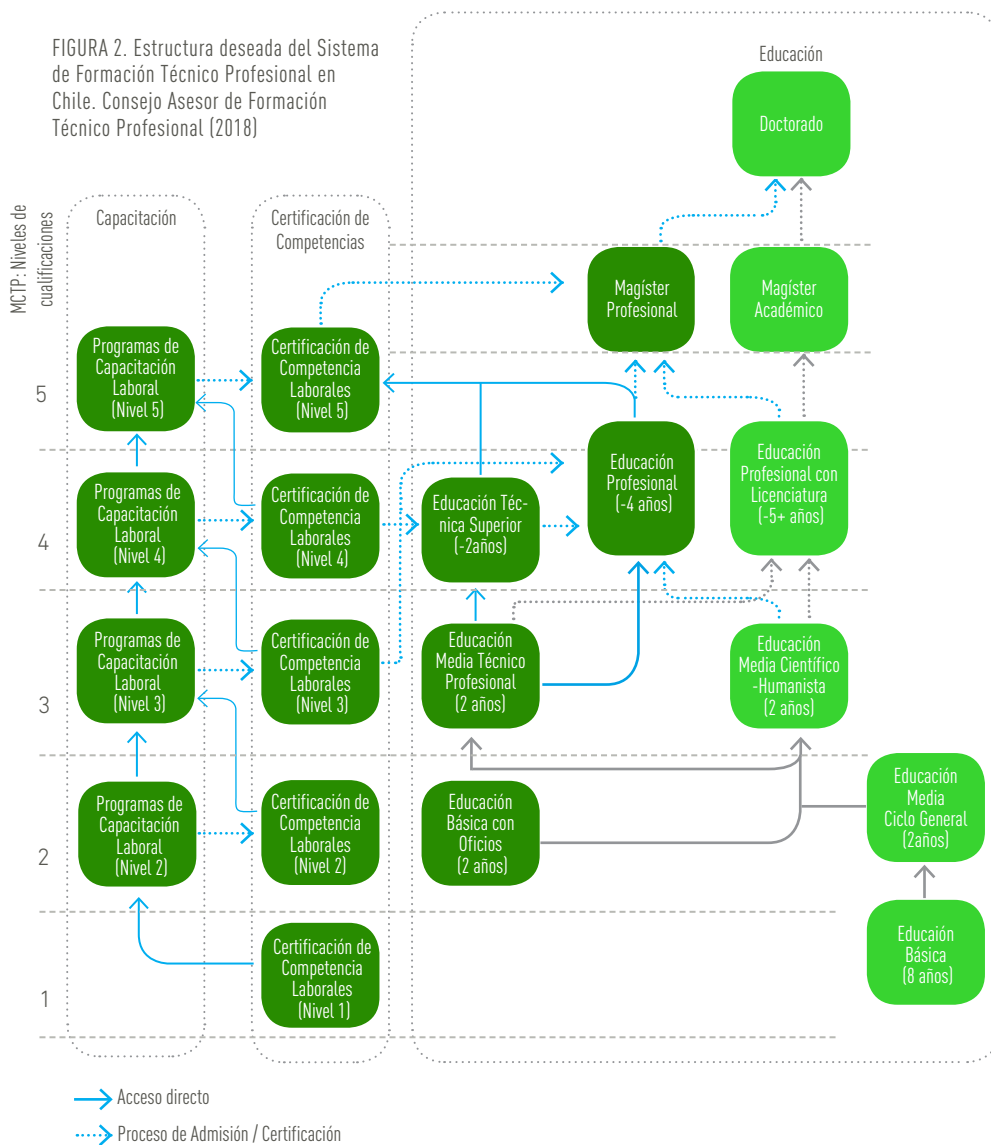 FIGURA 2. Estructura deseada del Sistema
de Formación Técnico Profesional en
Chile. Consejo Asesor de Formación
Técnico Profesional (2018)
MCTP: Niveles de
cualificaciones
Capacitación
Certificación de
Competencias
Educación
Doctorado
Magíster
Profesional
Magíster
Académico
5
Programas de
Capacitación
Laboral
(Nivel 5)
Certificación de
Competencia
Laborales
(Nivel 5)
4
Programas de
Capacitación
Laboral
(Nivel 4)
Certificación de
Competencia
Laborales
(Nivel 4)
Educación Téc-
nica Superior
(-2años)
Educación
Profesional
(-4 años)
Educación
Profesional con
Licenciatura
(-5+ años)
3
Programas de
Capacitación
Laboral
(Nivel 3)
Certificación de
Competencia
Laborales
(Nivel 3)
Educación
Media Técnico
Profesional
(2 años)
Educación
Media Científico
-Humanista
(2 años)
2
Programas de
Capacitación
Laboral
(Nivel 2)
Certificación de
Competencia
Laborales
(Nivel 2)
Educación
Básica con
Oficios
(2 años)
Educación
Media
Ciclo General
(2años)
1
Certificación de
Competencia
Laborales
(Nivel 1)
Educaión
Básica
(8 años)
Acceso directo
Proceso de Admisión / Certificación